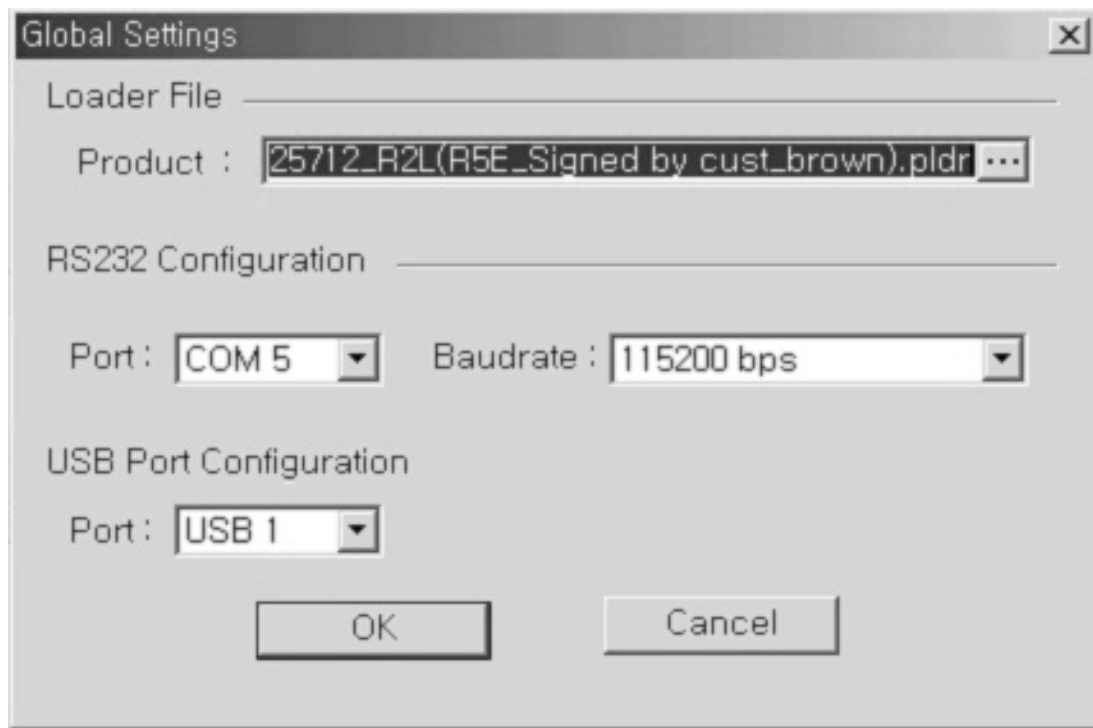 Global Settings
Loader File
Product : 25712_R2L(R5E_Signed by cust_brown).pldr ...
RS232 Configuration
Port : COM 5 Baudrate : 115200 bps
USB Port Configuration
Port : USB 1
OK Cancel